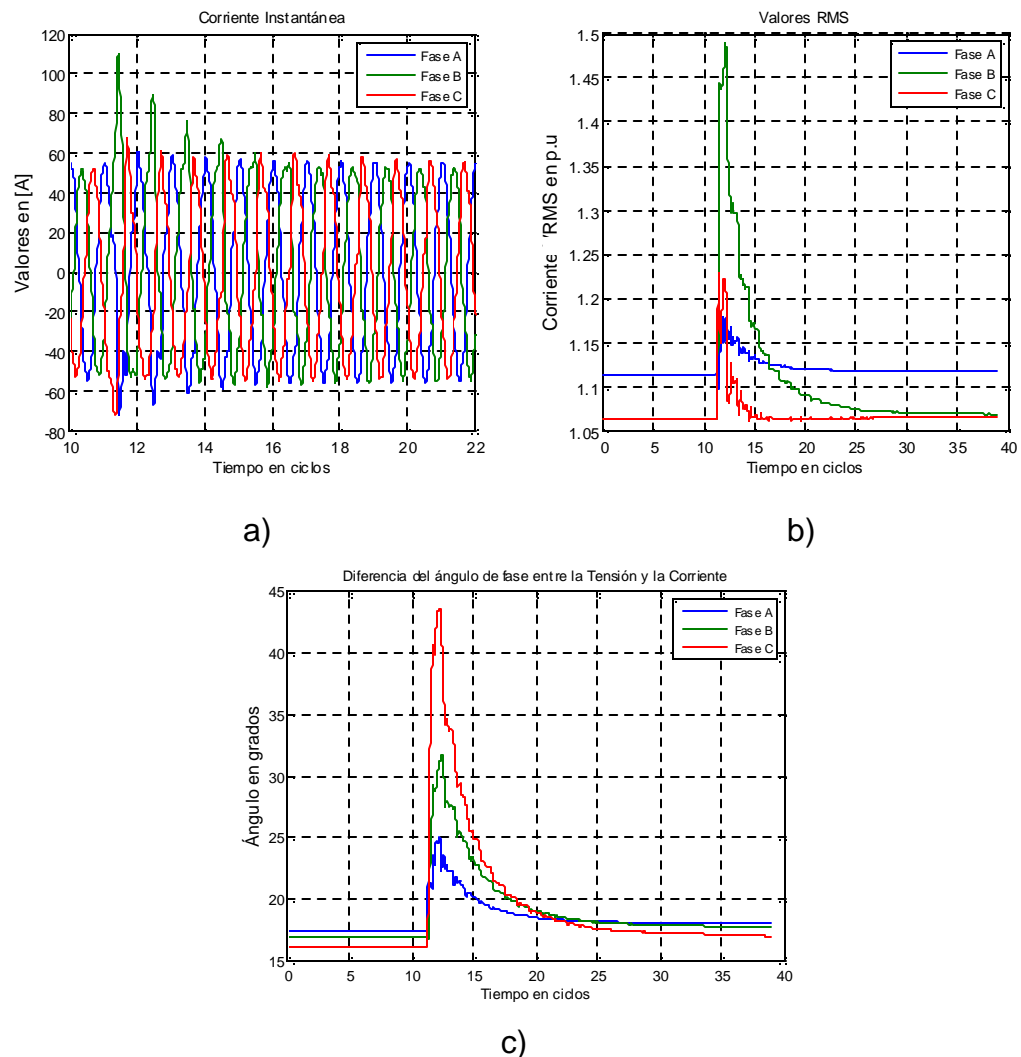 Corriente Instantánea
120
100
80
60
40
20
0
-20
-40
-60
-80
Valores en [A]
10
12
14
16
18
20
22
Tiempo en ciclos
Fase A
Fase B
Fase C
a)
Valores RMS
1.5
1.45
1.4
1.35
1.3
1.25
1.2
1.15
1.1
1.05
Corriente RMS en p.u
0
5
10
15
20
25
30
35
40
Tiempo en ciclos
Fase A
Fase B
Fase C
b)
Diferencia del ángulo de fase entre la Tensión y la Corriente
45
40
35
30
25
20
15
Ángulo en grados
0
5
10
15
20
25
30
35
40
Tiempo en ciclos
Fase A
Fase B
Fase C
c)